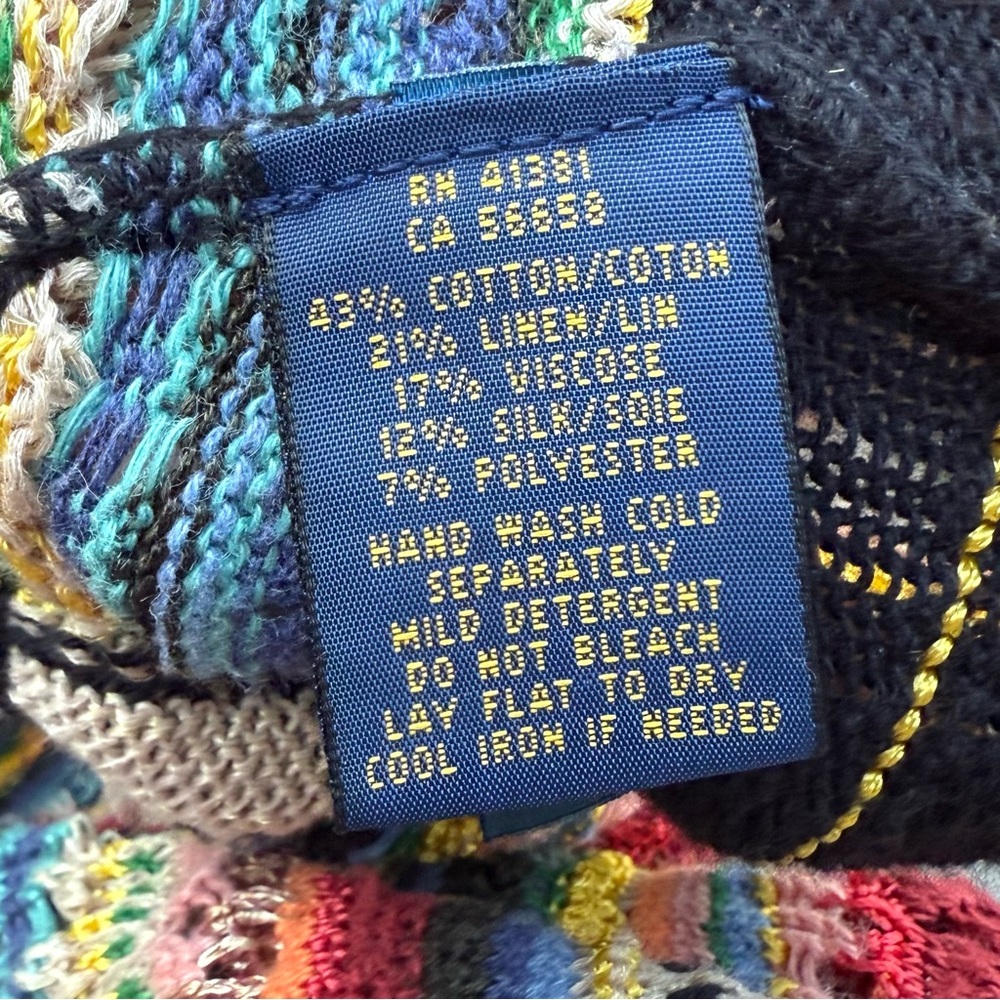 RN 41381
CA 56858
43% COTTON/COTON
21% LINEN/LIN
17% VISCOSE
12% SILK/SOIE
7% POLYESTER
HAND WASH COLD
SEPARATELY
MILD DETERGENT
DO NOT BLEACH
LAY FLAT TO DRY
COOL IRON IF NEEDED